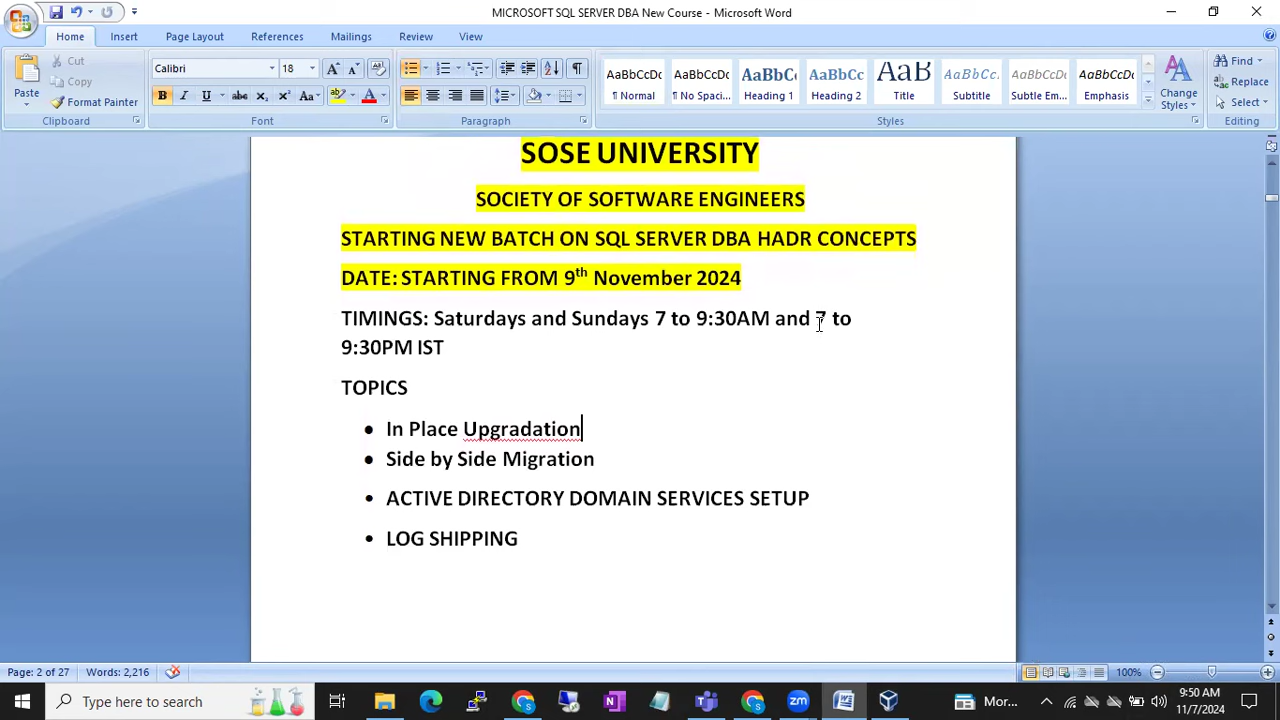 MICROSOFT SQL SERVER DBA New Course - Microsoft Word
Home Insert Page Layout References Mailings Review View
Paste
Cut
Copy
Format Painter
Clipboard
Calibri 18
Font
Paragraph
AaBbCcDc AaBbCcDc AaBbCc AaBbCc AaB AaBbCc. AaBbCcDc AaBbCcDc
¶ Normal ¶ No Spaci... Heading 1 Heading 2 Title Subtitle Subtle Em... Emphasis
Styles
Change
Styles
Find
Replace
Select
Editing
SOSE UNIVERSITY
SOCIETY OF SOFTWARE ENGINEERS
STARTING NEW BATCH ON SQL SERVER DBA HADR CONCEPTS
DATE: STARTING FROM 9th November 2024
TIMINGS: Saturdays and Sundays 7 to 9:30AM and 7 to
9:30PM IST
TOPICS
• In Place Upgradation
• Side by Side Migration
• ACTIVE DIRECTORY DOMAIN SERVICES SETUP
• LOG SHIPPING
Page: 2 of 27 Words: 2,216 100%
Type here to search
Mor...
9:50 AM
11/7/2024